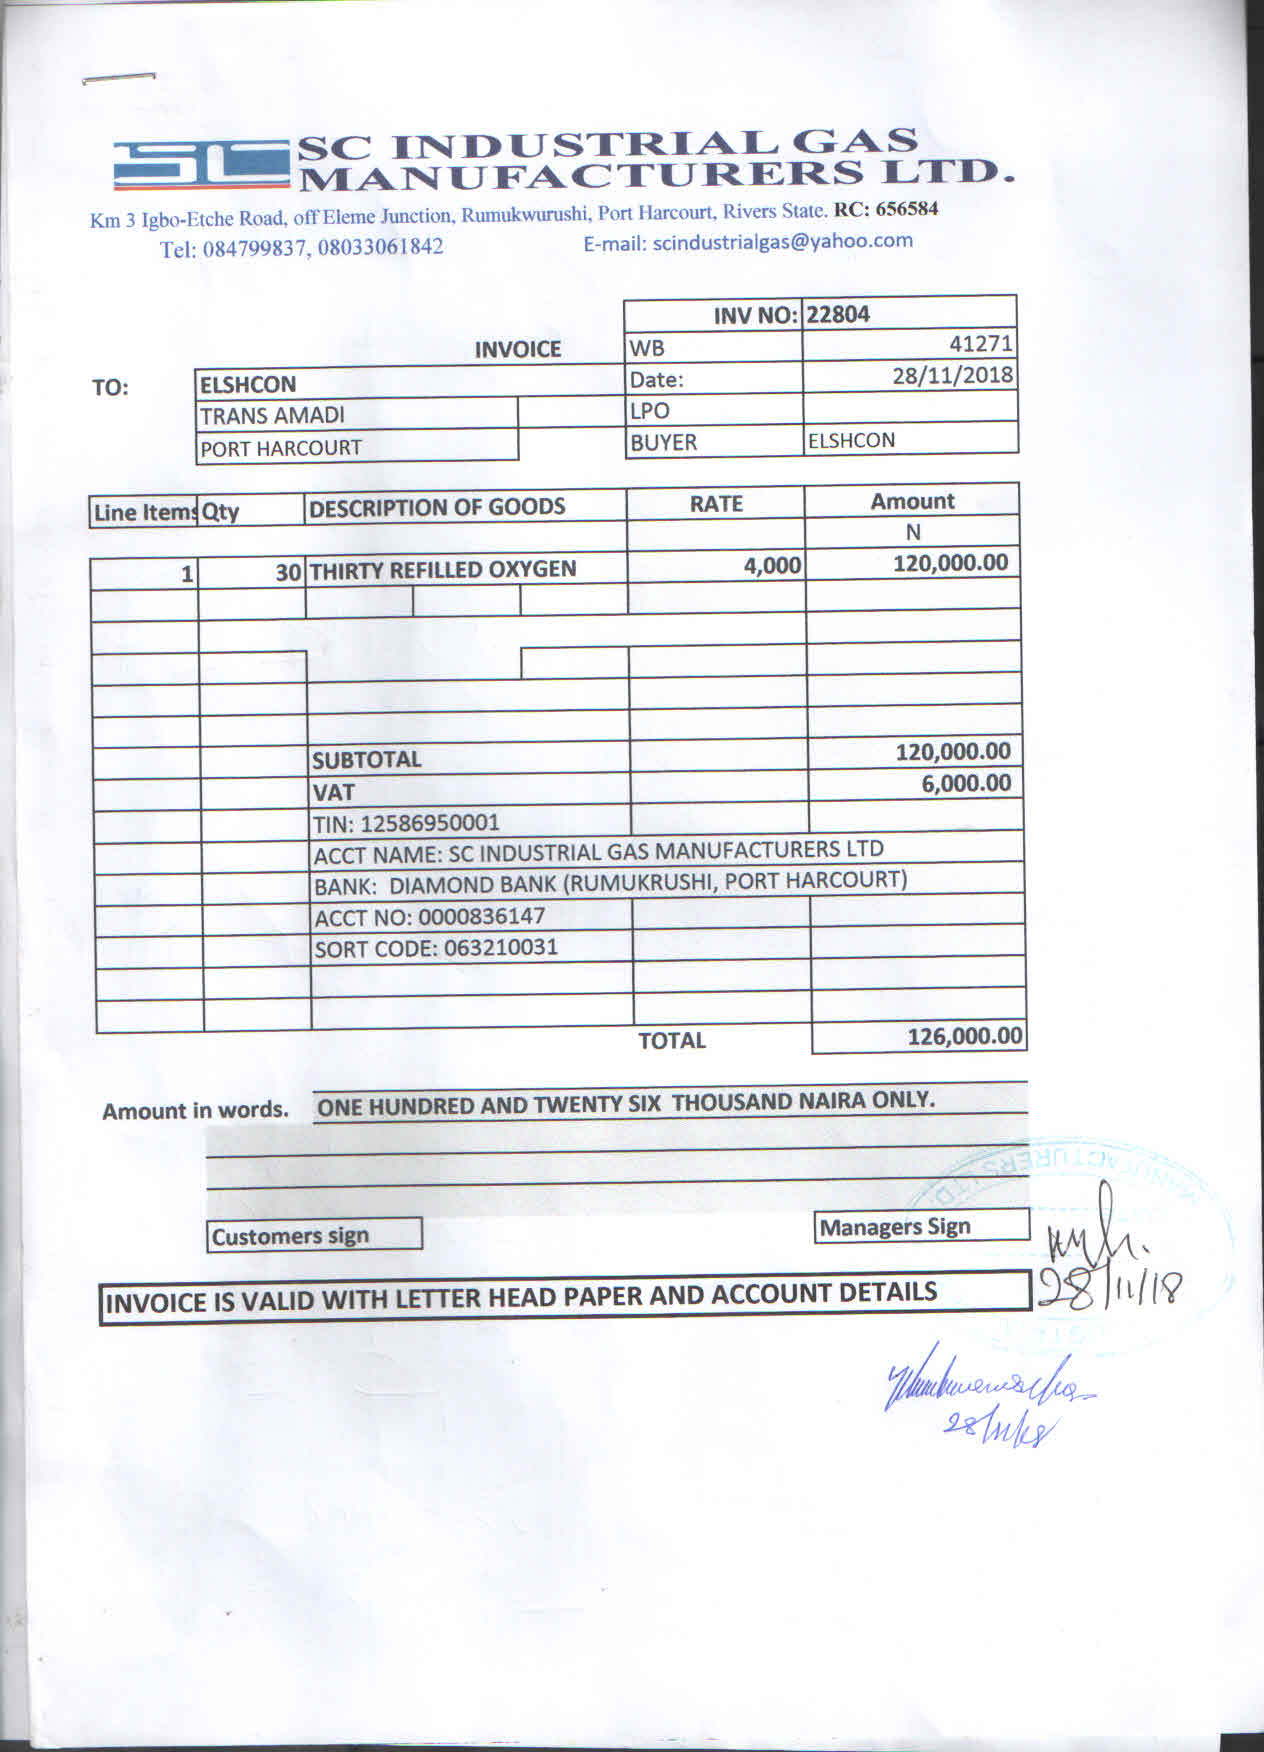 SC INDUSTRIAL GAS
MANUFACTURERS LTD.
Km 3 Igbo-Etche Road, off Eleme Junction, Rumukwurushi, Port Harcourt, Rivers State. RC: 656584
Tel: 084799837, 08033061842 E-mail: scindustrialgas@yahoo.com
INV NO: 22804
INVOICE WB 41271
TO: ELSHCON Date: 28/11/2018
TRANS AMADI LPO
PORT HARCOURT BUYER ELSHCON
Line Items Qty DESCRIPTION OF GOODS RATE Amount
N
1 30 THIRTY REFILLED OXYGEN 4,000 120,000.00
SUBTOTAL 120,000.00
VAT 6,000.00
TIN: 12586950001
ACCT NAME: SC INDUSTRIAL GAS MANUFACTURERS LTD
BANK: DIAMOND BANK (RUMUKRUSHI, PORT HARCOURT)
ACCT NO: 0000836147
SORT CODE: 063210031
TOTAL 126,000.00
Amount in words. ONE HUNDRED AND TWENTY SIX THOUSAND NAIRA ONLY.
MANUFACTURERS LTD.
Customers sign Managers Sign
28/11/18
INVOICE IS VALID WITH LETTER HEAD PAPER AND ACCOUNT DETAILS
28/11/18